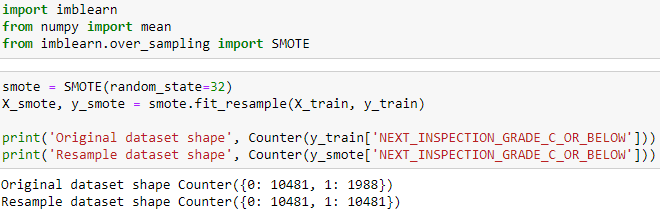 import imblearn
from numpy import mean
from imblearn.over_sampling import SMOTE
smote = SMOTE(random_state=32)
X_smote, y_smote = smote.fit_resample(X_train, y_train)
print('Original dataset shape', Counter(y_train['NEXT_INSPECTION_GRADE_C_OR_BELOW']))
print('Resample dataset shape', Counter(y_smote['NEXT_INSPECTION_GRADE_C_OR_BELOW']))
Original dataset shape Counter({0: 10481, 1: 1988})
Resample dataset shape Counter({0: 10481, 1: 10481})